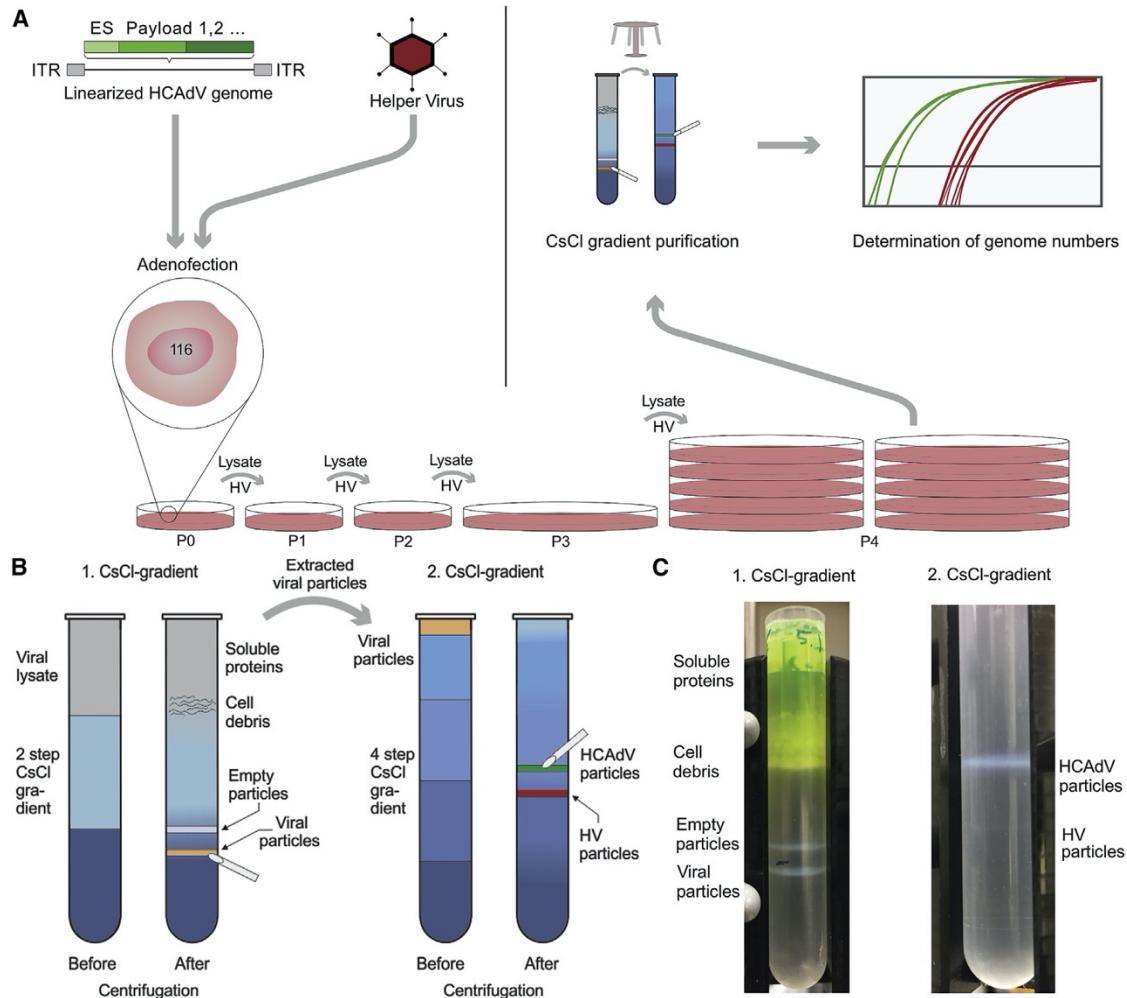 A
ES Payload 1,2 ...
ITR
ITR
Linearized HCAdV genome
Helper Virus
Adenofection
116
CsCl gradient purification
Determination of genome numbers
Lysate
HV
Lysate
HV
Lysate
HV
Lysate
HV
P0
P1
P2
P3
P4
B
1. CsCl-gradient
Extracted
viral particles
2. CsCl-gradient
Viral
lysate
2 step
CsCl
gra-
dient
Soluble
proteins
Cell
debris
Empty
particles
Viral
particles
Before
After
Centrifugation
Viral
particles
4 step
CsCl
gra-
dient
HCAdV
particles
HV
particles
Before
After
Centrifugation
C
1. CsCl-gradient
2. CsCl-gradient
Soluble
proteins
Cell
debris
Empty
particles
Viral
particles
HCAdV
particles
HV
particles